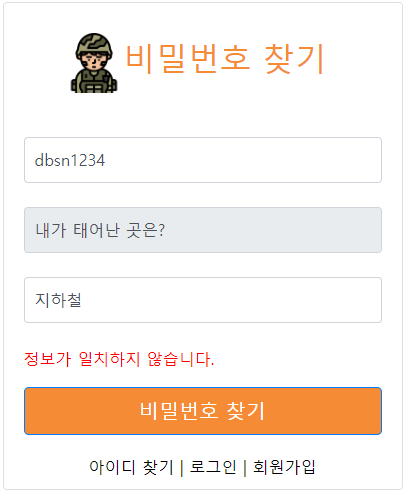 비밀번호 찾기
dbsn1234
내가 태어난 곳은?
지하철
정보가 일치하지 않습니다.
비밀번호 찾기
아이디 찾기 | 로그인 | 회원가입